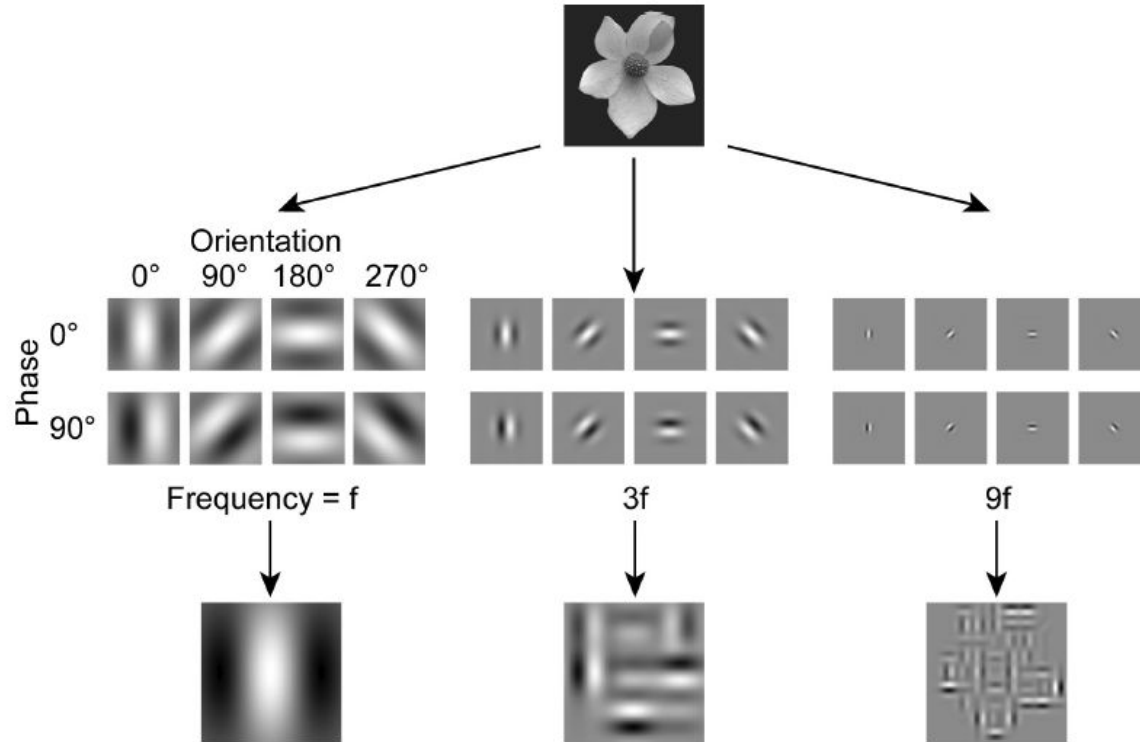 Orientation
0° 90° 180° 270°
Phase
0°
90°
Frequency = f
3f
9f